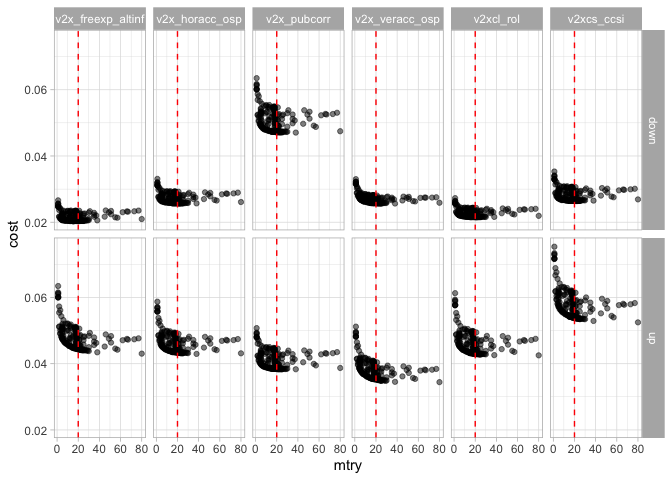 v2x_freexp_altinf v2x_horacc_osp v2x_pubcorr v2x_veracc_osp v2xcl_rol v2xcs_ccsi
0.06
0.04
0.02
down
0.06
0.04
0.02
up
cost
0 20 40 60 80 0 20 40 60 80 0 20 40 60 80 0 20 40 60 80 0 20 40 60 80 0 20 40 60 80
mtry